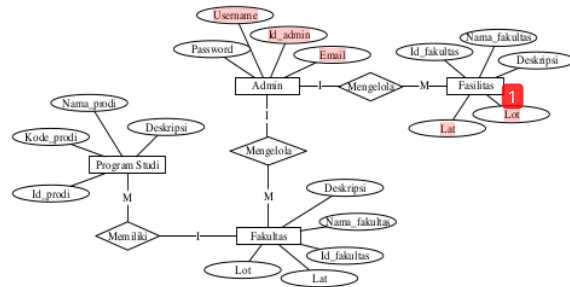 Username
Id_admin
Password
Email
Admin
I
Mengelola
M
Nama_fakultas
Id_fakultas
Deskripsi
Fasilitas
1
Lot
Lat
I
Mengelola
M
Nama_prodi
Kode_prodi
Deskripsi
Program Studi
Id_prodi
M
Memiliki
I
Fakultas
Deskripsi
Nama_fakultas
Id_fakultas
Lot
Lat